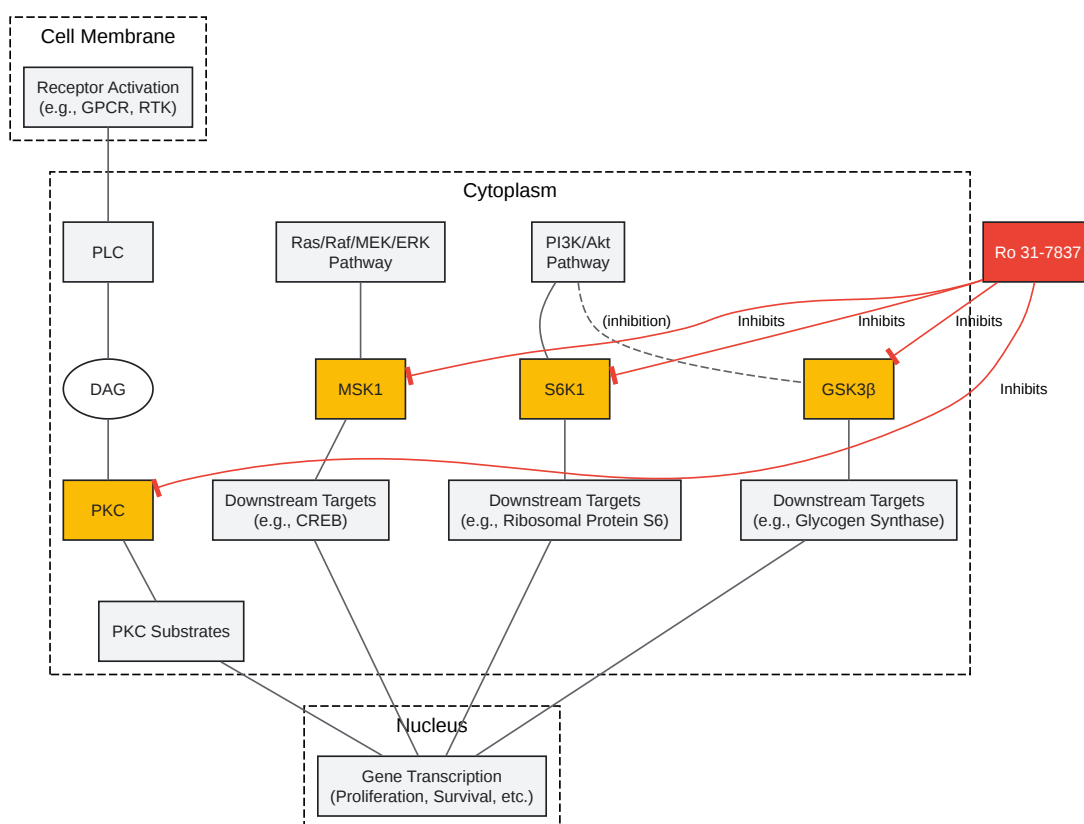 Cell Membrane
Receptor Activation
(e.g., GPCR, RTK)
Cytoplasm
PLC
Ras/Raf/MEK/ERK
Pathway
PI3K/Akt
Pathway
Ro 31-7837
(inhibition)
Inhibits
Inhibits
Inhibits
Inhibits
DAG
MSK1
S6K1
GSK3β
PKC
Downstream Targets
(e.g., CREB)
Downstream Targets
(e.g., Ribosomal Protein S6)
Downstream Targets
(e.g., Glycogen Synthase)
PKC Substrates
Nucleus
Gene Transcription
(Proliferation, Survival, etc.)